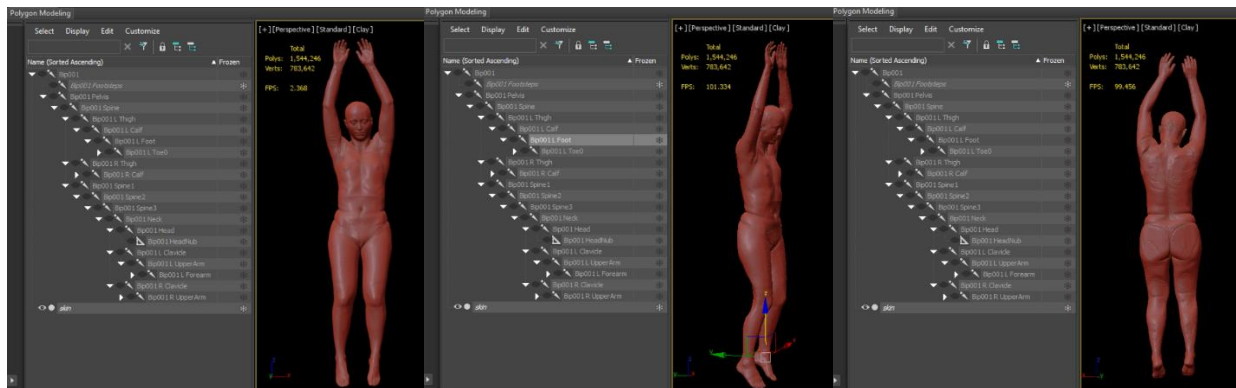 Polygon Modeling
Select Display Edit Customize
Name (Sorted Ascending) ▲ Frozen
Bip001
Bip001 Footsteps
Bip001 Pelvis
Bip001 Spine
Bip001 L Thigh
Bip001 L Calf
Bip001 L Foot
Bip001 L Toe0
Bip001 R Thigh
Bip001 R Calf
Bip001 Spine1
Bip001 Spine2
Bip001 Spine3
Bip001 Neck
Bip001 Head
Bip001 HeadNub
Bip001 L Clavicle
Bip001 L UpperArm
Bip001 L Forearm
Bip001 R Clavicle
Bip001 R UpperArm
skin
[+][Perspective][Standard][Clay]
Total
Polys: 1,544,246
Verts: 783,642
FPS: 2.368
Polygon Modeling
Select Display Edit Customize
Name (Sorted Ascending) ▲ Frozen
Bip001
Bip001 Footsteps
Bip001 Pelvis
Bip001 Spine
Bip001 L Thigh
Bip001 L Calf
Bip001 L Foot
Bip001 L Toe0
Bip001 R Thigh
Bip001 R Calf
Bip001 Spine1
Bip001 Spine2
Bip001 Spine3
Bip001 Neck
Bip001 Head
Bip001 HeadNub
Bip001 L Clavicle
Bip001 L UpperArm
Bip001 L Forearm
Bip001 R Clavicle
Bip001 R UpperArm
skin
[+][Perspective][Standard][Clay]
Total
Polys: 1,544,246
Verts: 783,642
FPS: 101.334
Polygon Modeling
Select Display Edit Customize
Name (Sorted Ascending) ▲ Frozen
Bip001
Bip001 Footsteps
Bip001 Pelvis
Bip001 Spine
Bip001 L Thigh
Bip001 L Calf
Bip001 L Foot
Bip001 L Toe0
Bip001 R Thigh
Bip001 R Calf
Bip001 Spine1
Bip001 Spine2
Bip001 Spine3
Bip001 Neck
Bip001 Head
Bip001 HeadNub
Bip001 L Clavicle
Bip001 L UpperArm
Bip001 L Forearm
Bip001 R Clavicle
Bip001 R UpperArm
skin
[+][Perspective][Standard][Clay]
Total
Polys: 1,544,246
Verts: 783,642
FPS: 99.456